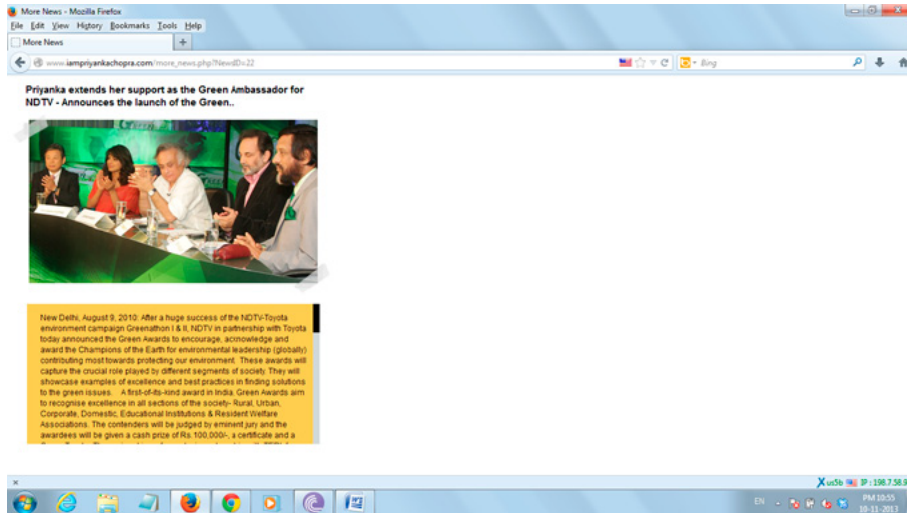 More News - Mozilla Firefox
File Edit View History Bookmarks Tools Help
More News
www.iampriyankachopra.com/more_news.php?NewsID=22
Bing
Priyanka extends her support as the Green Ambassador for
NDTV - Announces the launch of the Green..
New Delhi, August 9, 2010: After a huge success of the NDTV-Toyota
environment campaign Greenathon I & II, NDTV in partnership with Toyota
today announced the Green Awards to encourage, acknowledge and
award the Champions of the Earth for environmental leadership (globally)
contributing most towards protecting our environment. These awards will
capture the crucial role played by different segments of society. They will
showcase examples of excellence and best practices in finding solutions
to the green issues. A first-of-its-kind award in India, Green Awards aim
to recognise excellence in all sections of the society- Rural, Urban,
Corporate, Domestic, Educational Institutions & Resident Welfare
Associations. The contenders will be judged by eminent jury and the
awardees will be given a cash prize of Rs.100,000/-, a certificate and a
us5b IP : 198.7.58.9
EN
PM 10:55
10-11-2013